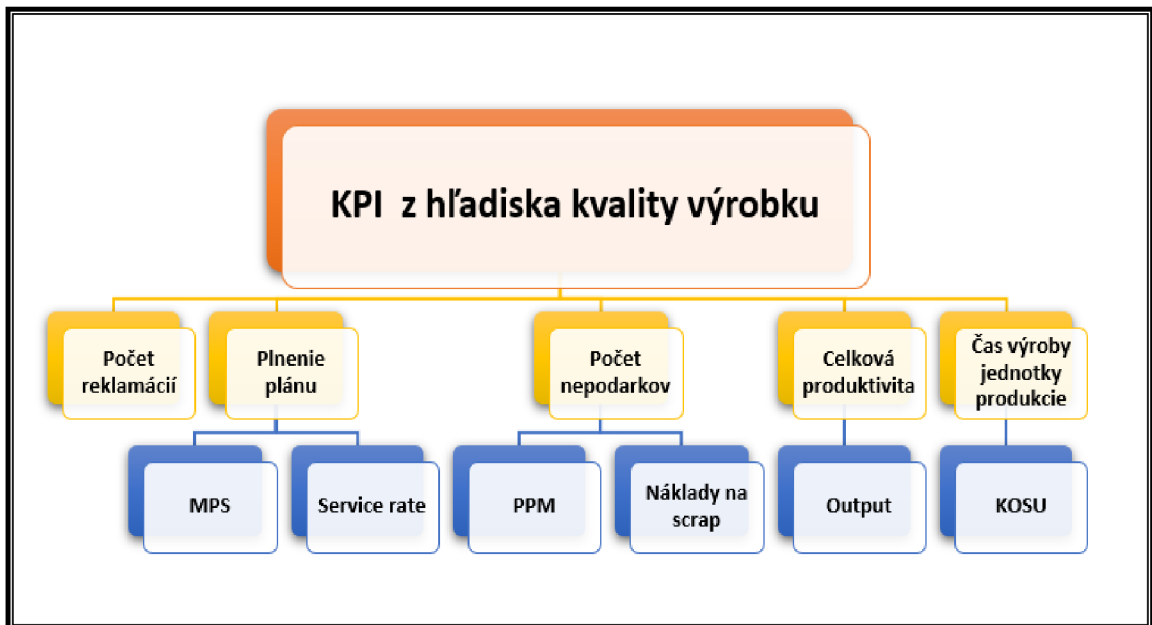 KPI z hľadiska kvality výrobku
Počet
reklamácií
Plnenie
plánu
Počet
nepodarkov
Celková
produktivita
Čas výroby
jednotky
produkcie
MPS
Service rate
PPM
Náklady na
scrap
Output
KOSU